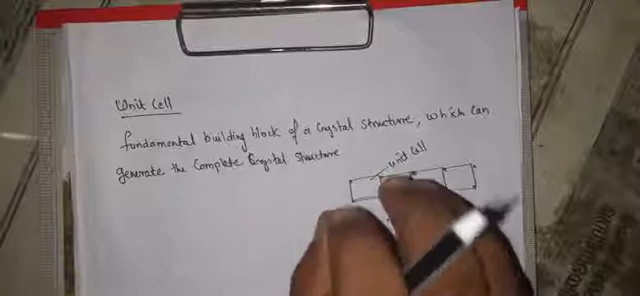 Unit Cell
fundamental building block of a Crystal Structure, which can
generate the Complete Crystal Structure
unit cell